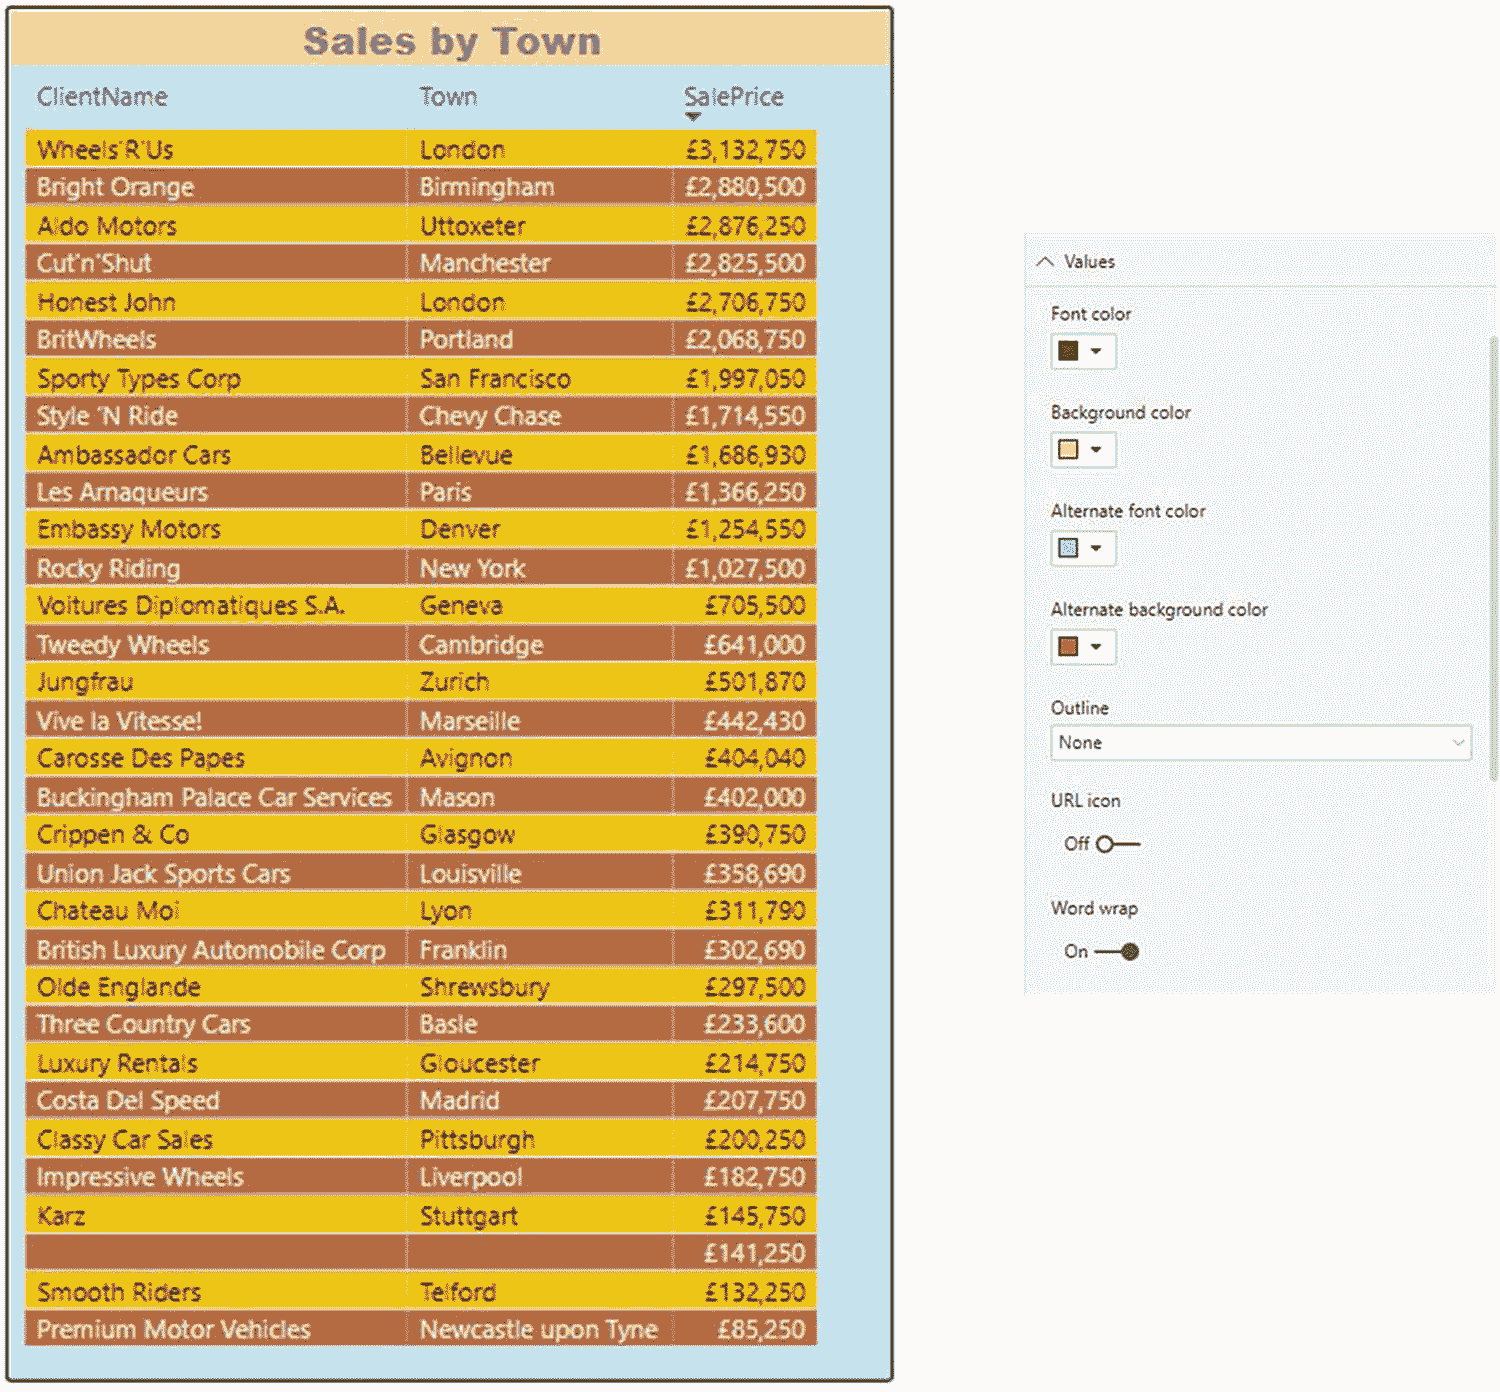 Sales by Town
ClientName Town SalePrice
Wheels'R'Us London £3,132,750
Bright Orange Birmingham £2,880,500
Aldo Motors Uttoxeter £2,876,250
Cut'n'Shut Manchester £2,825,500
Honest John London £2,706,750
BritWheels Portland £2,068,750
Sporty Types Corp San Francisco £1,997,050
Style 'N Ride Chevy Chase £1,714,550
Ambassador Cars Bellevue £1,686,930
Les Arnaqueurs Paris £1,366,250
Embassy Motors Denver £1,254,550
Rocky Riding New York £1,027,500
Voitures Diplomatiques S.A. Geneva £705,500
Tweedy Wheels Cambridge £641,000
Jungfrau Zurich £501,870
Vive la Vitesse! Marseille £442,430
Carosse Des Papes Avignon £404,040
Buckingham Palace Car Services Mason £402,000
Crippen & Co Glasgow £390,750
Union Jack Sports Cars Louisville £358,690
Chateau Moi Lyon £311,790
British Luxury Automobile Corp Franklin £302,690
Olde Englande Shrewsbury £297,500
Three Country Cars Basle £233,600
Luxury Rentals Gloucester £214,750
Costa Del Speed Madrid £207,750
Classy Car Sales Pittsburgh £200,250
Impressive Wheels Liverpool £182,750
Karz Stuttgart £145,750
£141,250
Smooth Riders Telford £132,250
Premium Motor Vehicles Newcastle upon Tyne £85,250
Values
Font color
Background color
Alternate font color
Alternate background color
Outline
None
URL icon
Off
Word wrap
On